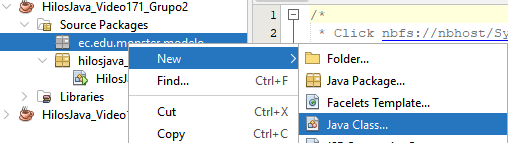 HilosJava_Video171_Grupo2
Source Packages
ec.edu.monster.modelo
hilosjava_
HilosJ
Libraries
HilosJava_Video1
New
Find... Ctrl+F
Cut Ctrl+X
Copy Ctrl+C
1 /*
2 * Click nbfs://nbhost/Sy
Folder...
Java Package...
Facelets Template...
Java Class...